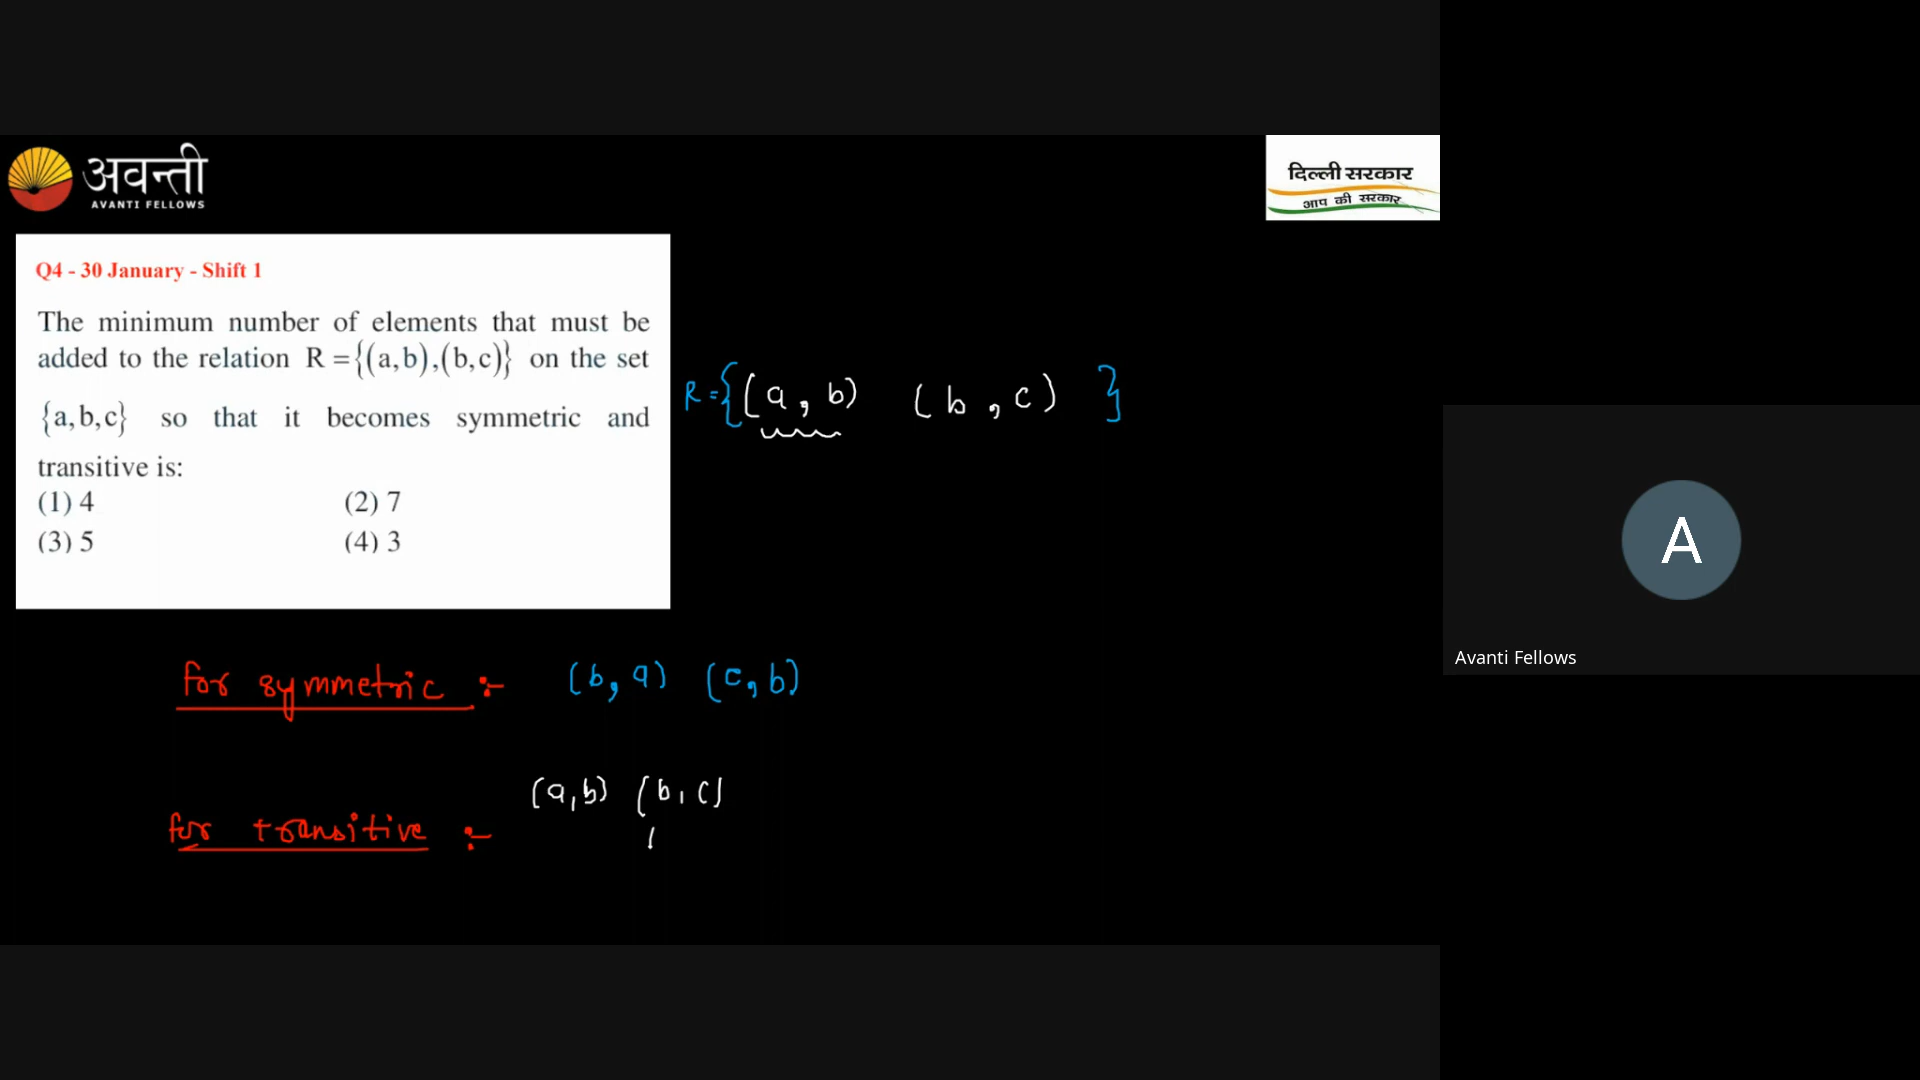 अवन्ती
AVANTI FELLOWS
दिल्ली सरकार
आप की सरकार
Q4 - 30 January - Shift 1
The minimum number of elements that must be
added to the relation R = {(a,b),(b,c)} on the set
{a,b,c} so that it becomes symmetric and
transitive is:
(1) 4 (2) 7
(3) 5 (4) 3
R = { (a, b) (b, c) }
for symmetric :- (b, a) (c, b)
(a, b) (b, c)
for transitive :- (
A
Avanti Fellows